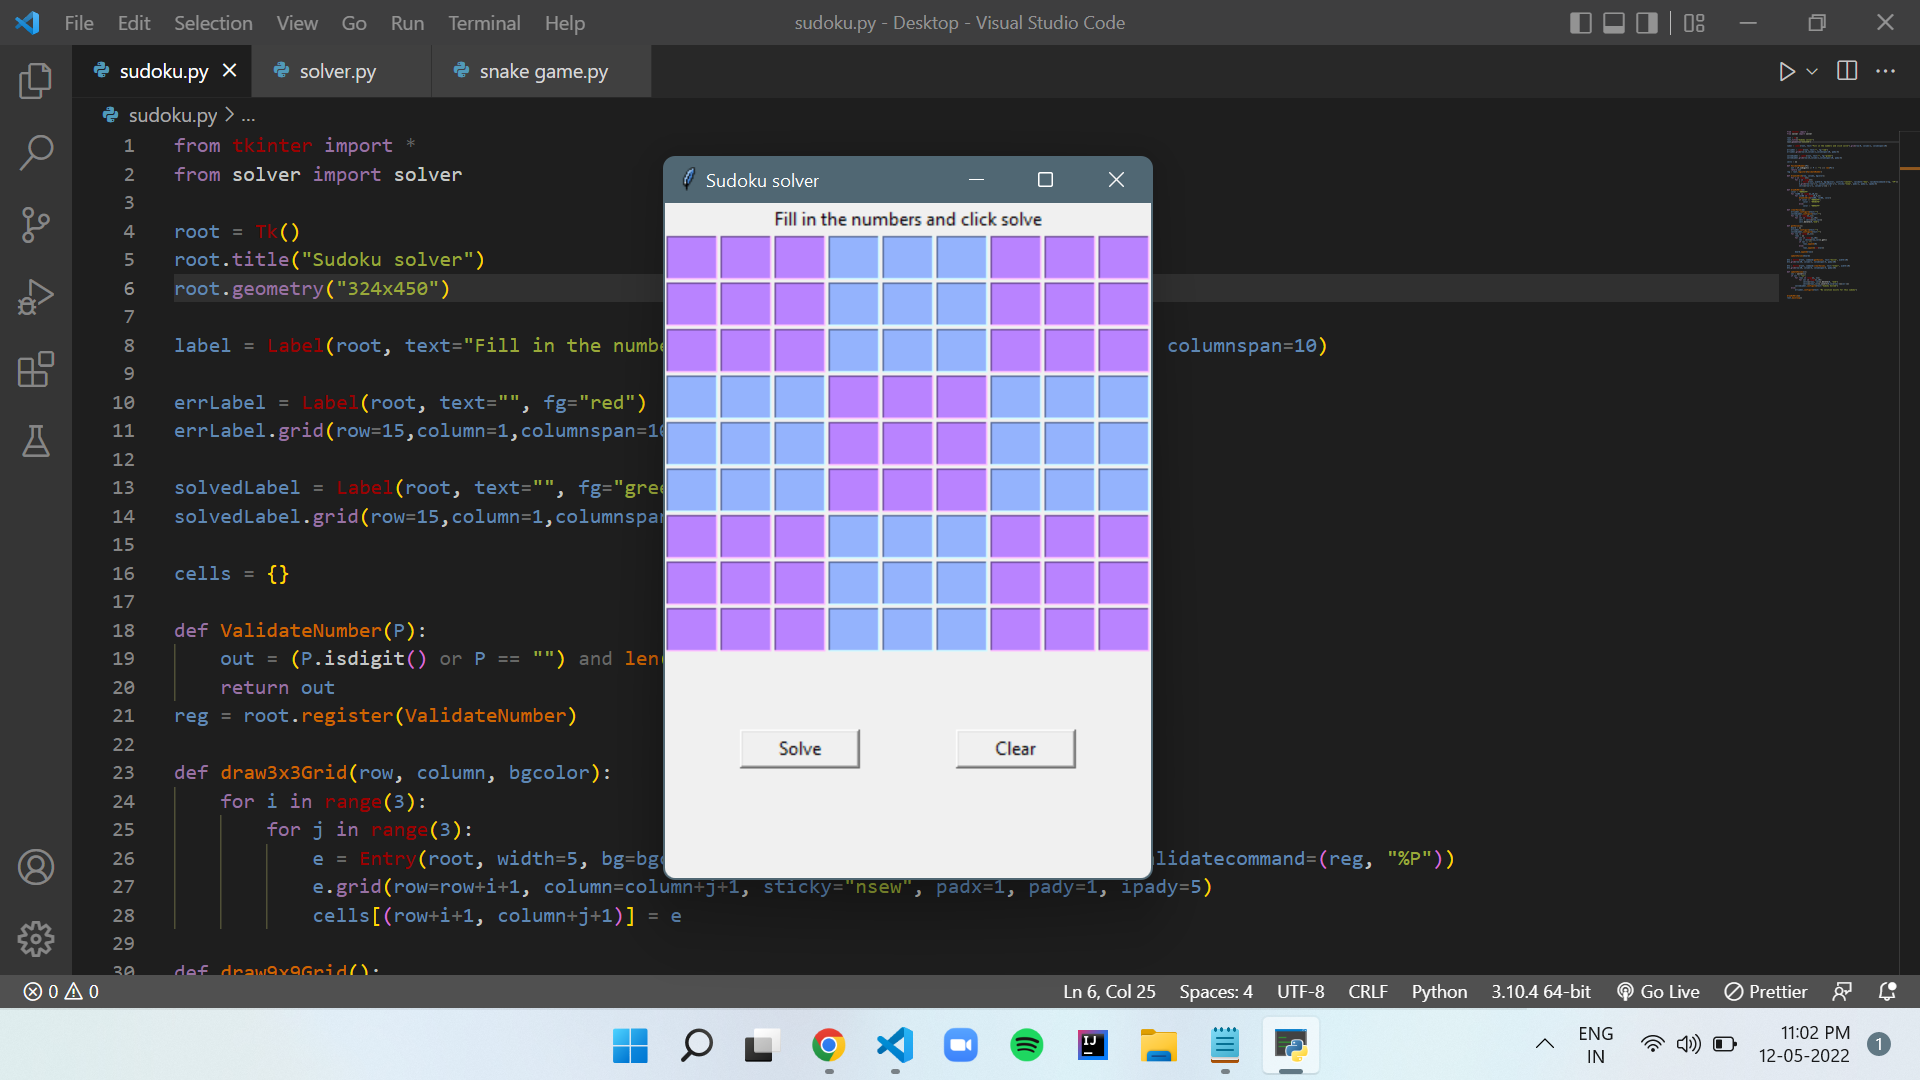 File Edit Selection View Go Run Terminal Help
sudoku.py - Desktop - Visual Studio Code
sudoku.py solver.py snake game.py
sudoku.py > ...
1 from tkinter import *
2 from solver import solver
3
4 root = Tk()
5 root.title("Sudoku solver")
6 root.geometry("324x450")
7
8 label = Label(root, text="Fill in the numbe columnspan=10)
9
10 errLabel = Label(root, text="", fg="red")
11 errLabel.grid(row=15,column=1,columnspan=10
12
13 solvedLabel = Label(root, text="", fg="gree
14 solvedLabel.grid(row=15,column=1,columnspan
15
16 cells = {}
17
18 def ValidateNumber(P):
19 out = (P.isdigit() or P == "") and len(
20 return out
21 reg = root.register(ValidateNumber)
22
23 def draw3x3Grid(row, column, bgcolor):
24 for i in range(3):
25 for j in range(3):
26 e = Entry(root, width=5, bg=bgc lidatecommand=(reg, "%P"))
27 e.grid(row=row+i+1, column=column+j+1, sticky="nsew", padx=1, pady=1, ipady=5)
28 cells[(row+i+1, column+j+1)] = e
29
30 def draw9x9Grid():
Sudoku solver
Fill in the numbers and click solve
Solve Clear
0 0
Ln 6, Col 25 Spaces: 4 UTF-8 CRLF Python 3.10.4 64-bit Go Live Prettier
IJ
ENG
IN
11:02 PM
12-05-2022
1